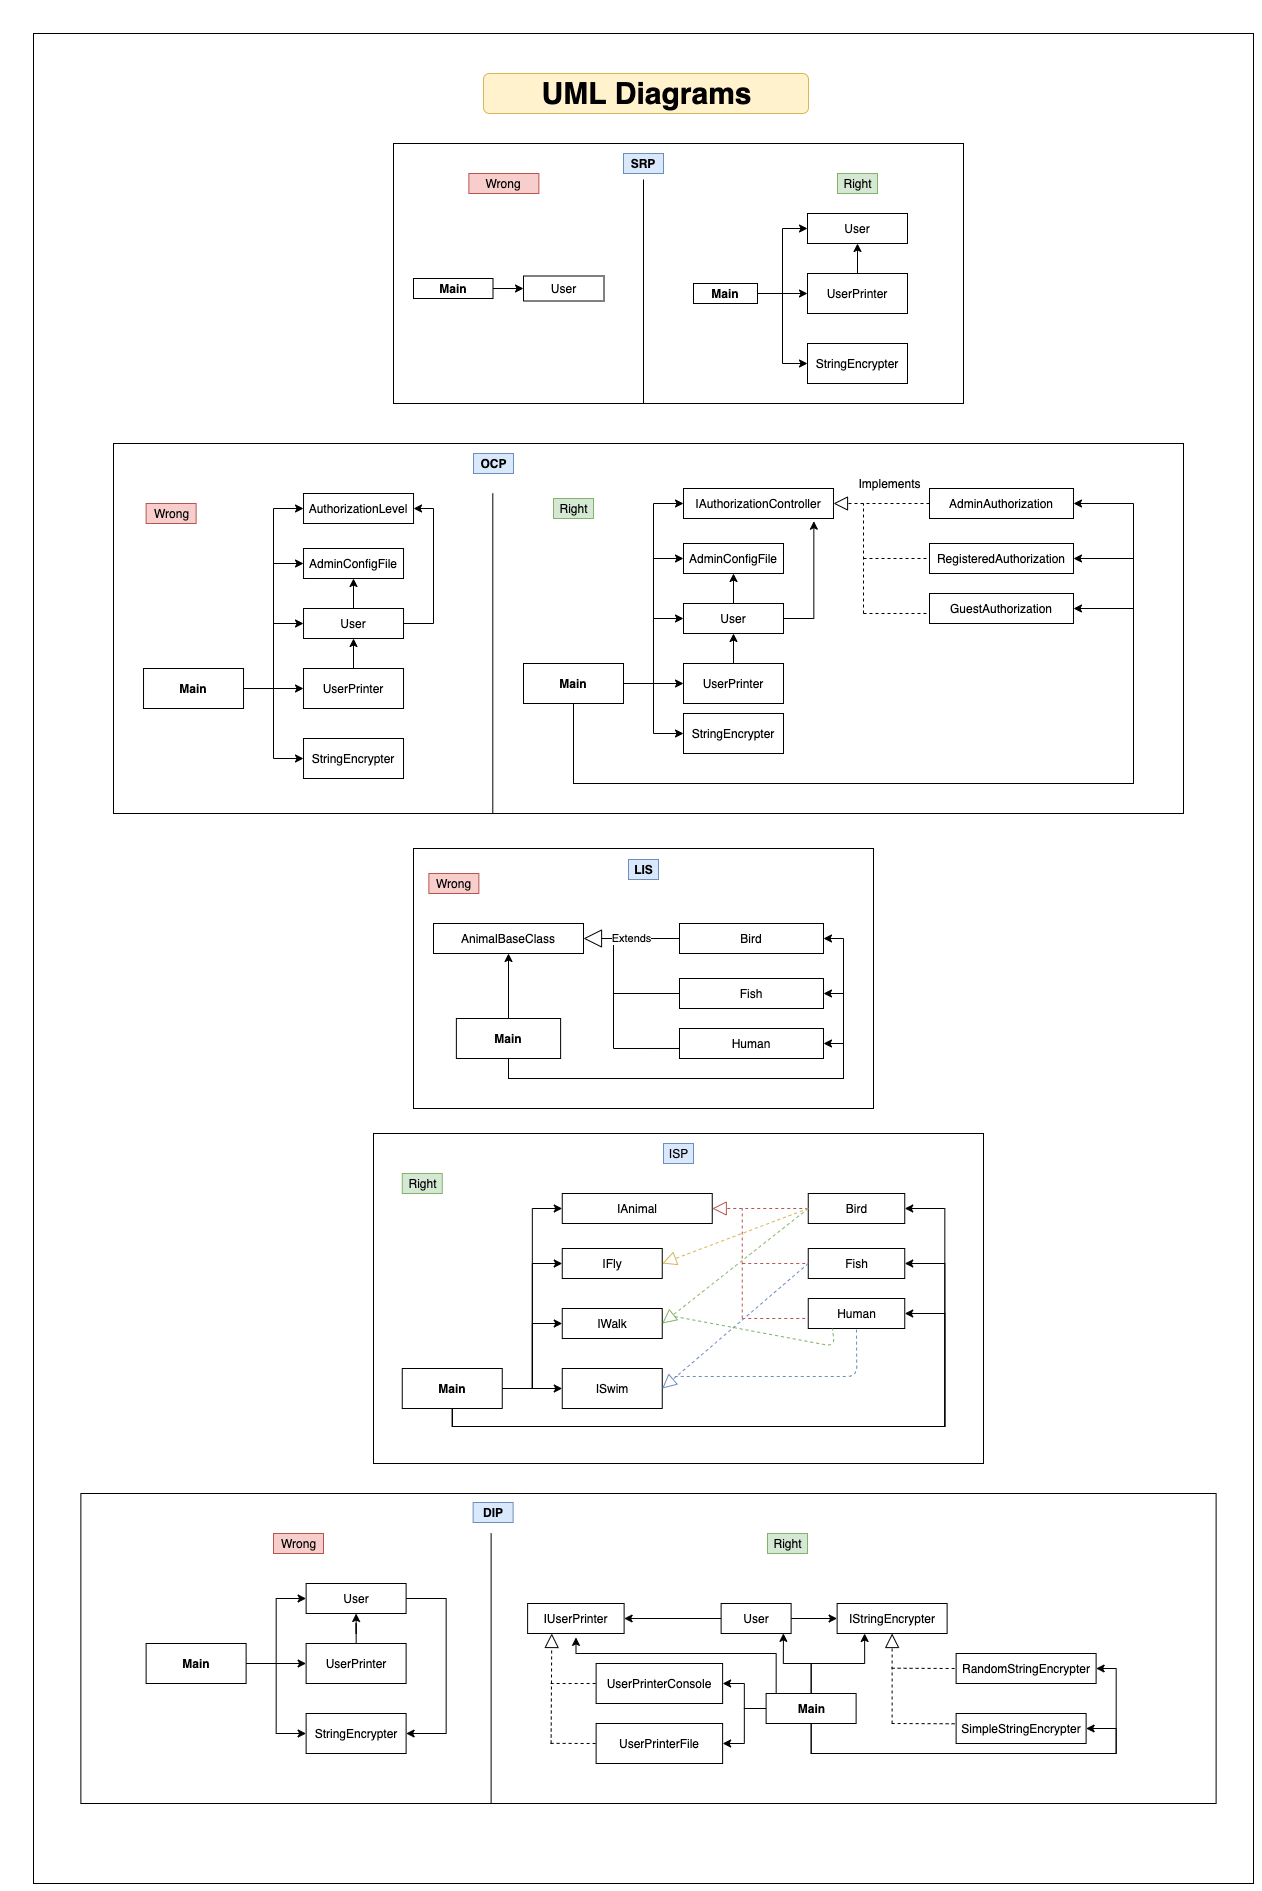 UML Diagrams
SRP
Wrong
Right
User
Main
User
Main
UserPrinter
StringEncrypter
OCP
Wrong
AuthorizationLevel
AdminConfigFile
User
Main
UserPrinter
StringEncrypter
Right
IAuthorizationController
Implements
AdminAuthorization
AdminConfigFile
RegisteredAuthorization
User
GuestAuthorization
Main
UserPrinter
StringEncrypter
LIS
Wrong
AnimalBaseClass
Extends
Bird
Fish
Main
Human
ISP
Right
IAnimal
Bird
IFly
Fish
IWalk
Human
Main
ISwim
DIP
Wrong
User
Main
UserPrinter
StringEncrypter
Right
IUserPrinter
User
IStringEncrypter
UserPrinterConsole
RandomStringEncrypter
Main
UserPrinterFile
SimpleStringEncrypter